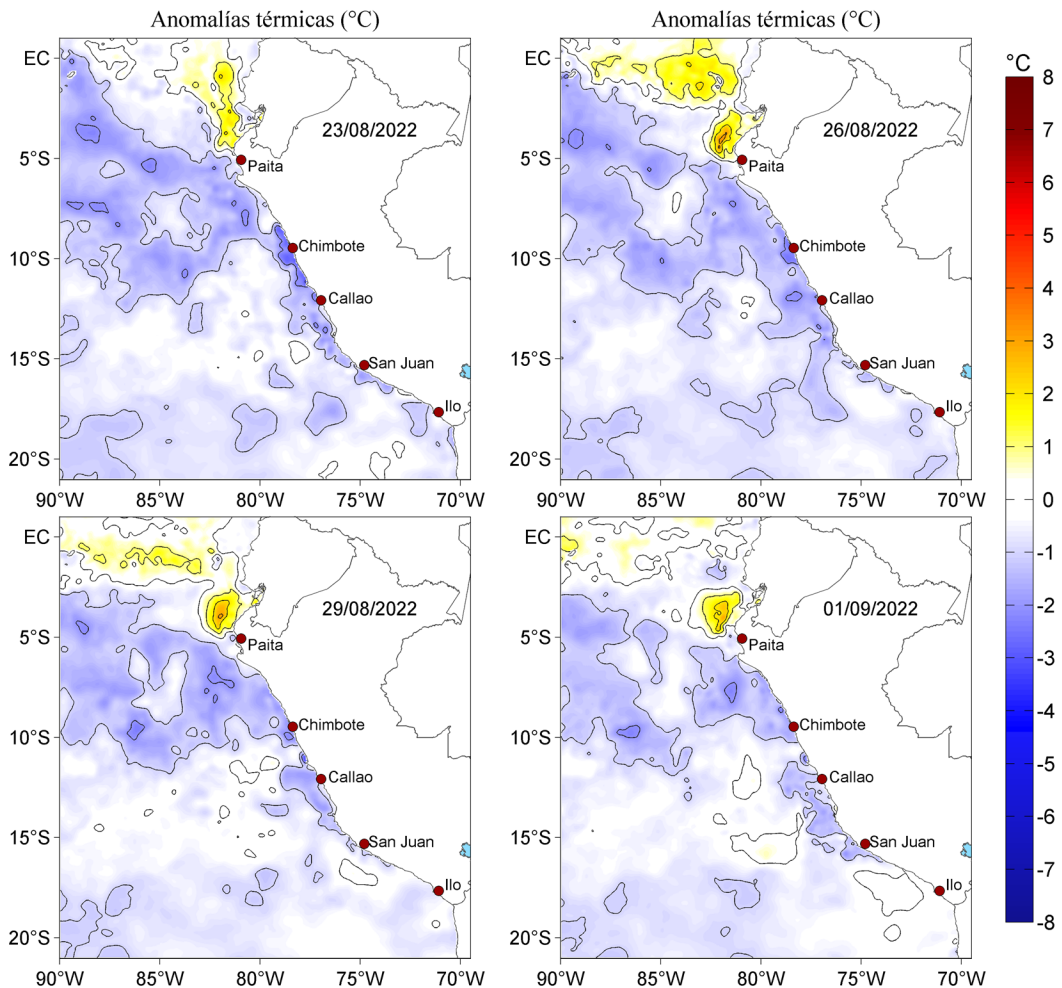 Anomalías térmicas (°C)
Anomalías térmicas (°C)
°C
EC
5°S
10°S
15°S
20°S
23/08/2022
Paita
Chimbote
Callao
San Juan
Ilo
90°W
85°W
80°W
75°W
70°W
EC
5°S
10°S
15°S
20°S
26/08/2022
Paita
Chimbote
Callao
San Juan
Ilo
90°W
85°W
80°W
75°W
70°W
EC
5°S
10°S
15°S
20°S
29/08/2022
Paita
Chimbote
Callao
San Juan
Ilo
90°W
85°W
80°W
75°W
70°W
EC
5°S
10°S
15°S
20°S
01/09/2022
Paita
Chimbote
Callao
San Juan
Ilo
90°W
85°W
80°W
75°W
70°W
8
7
6
5
4
3
2
1
0
-1
-2
-3
-4
-5
-6
-7
-8